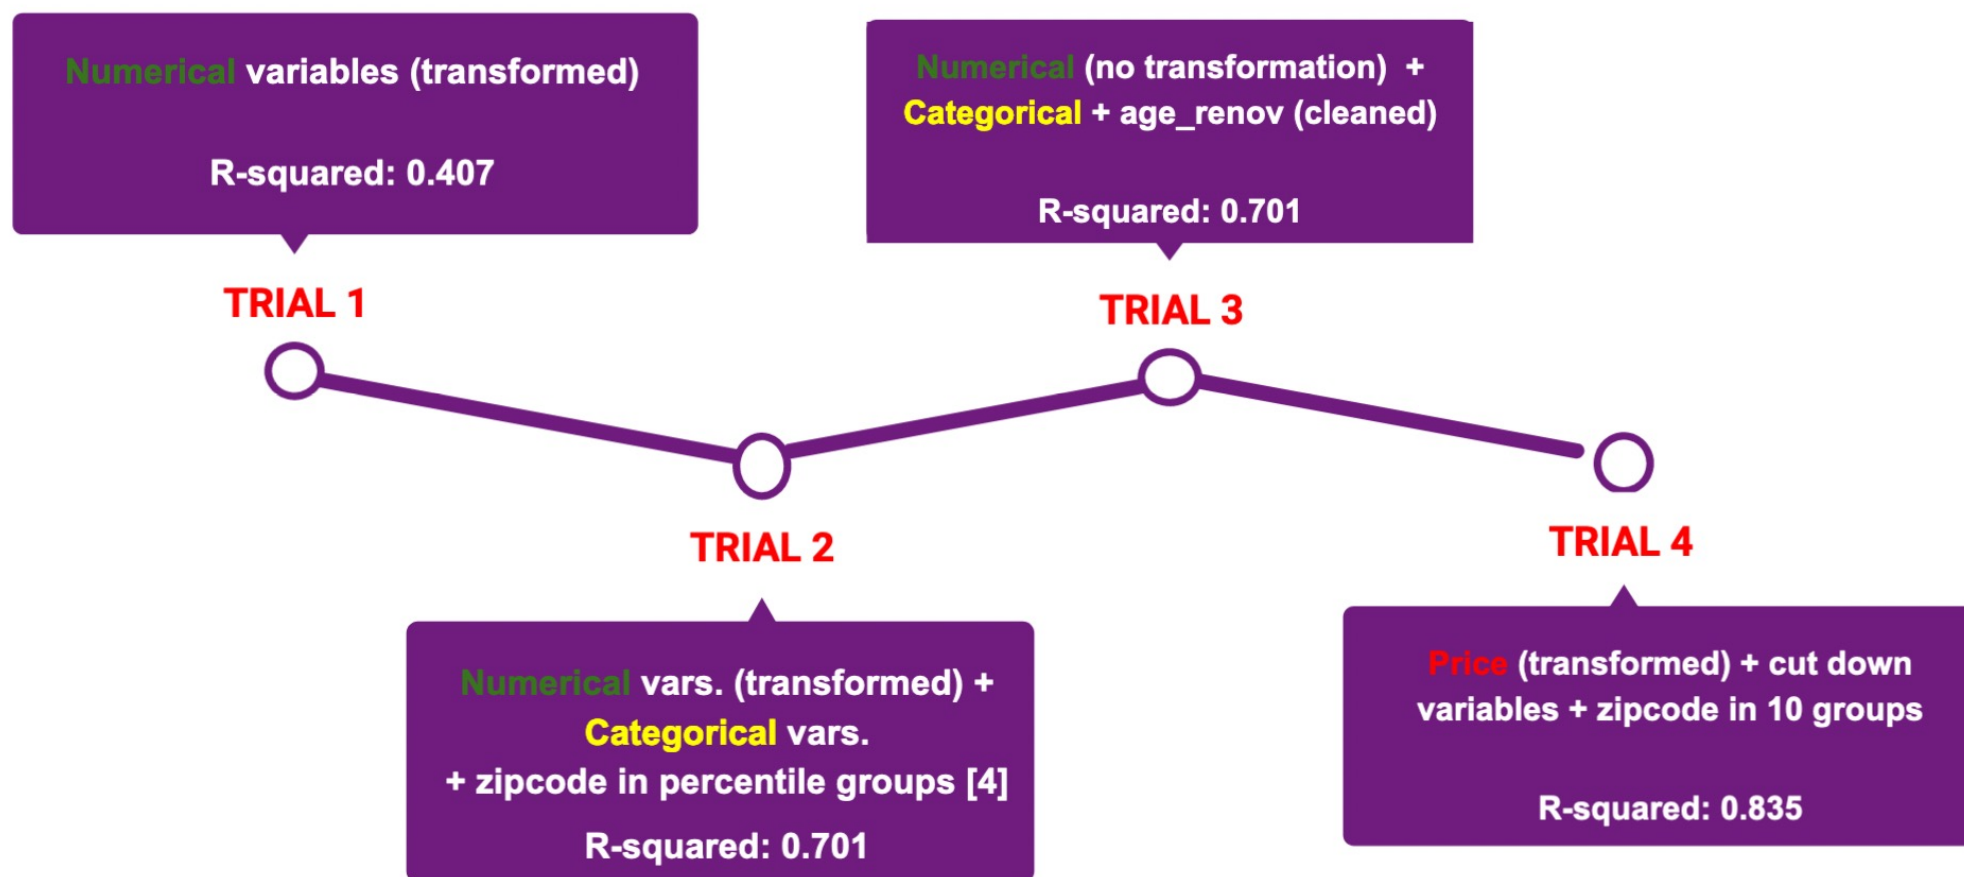 Numerical variables (transformed)
R-squared: 0.407
TRIAL 1
Numerical vars. (transformed) +
Categorical vars.
+ zipcode in percentile groups [4]
R-squared: 0.701
TRIAL 2
Numerical (no transformation) +
Categorical + age_renov (cleaned)
R-squared: 0.701
TRIAL 3
Price (transformed) + cut down
variables + zipcode in 10 groups
R-squared: 0.835
TRIAL 4